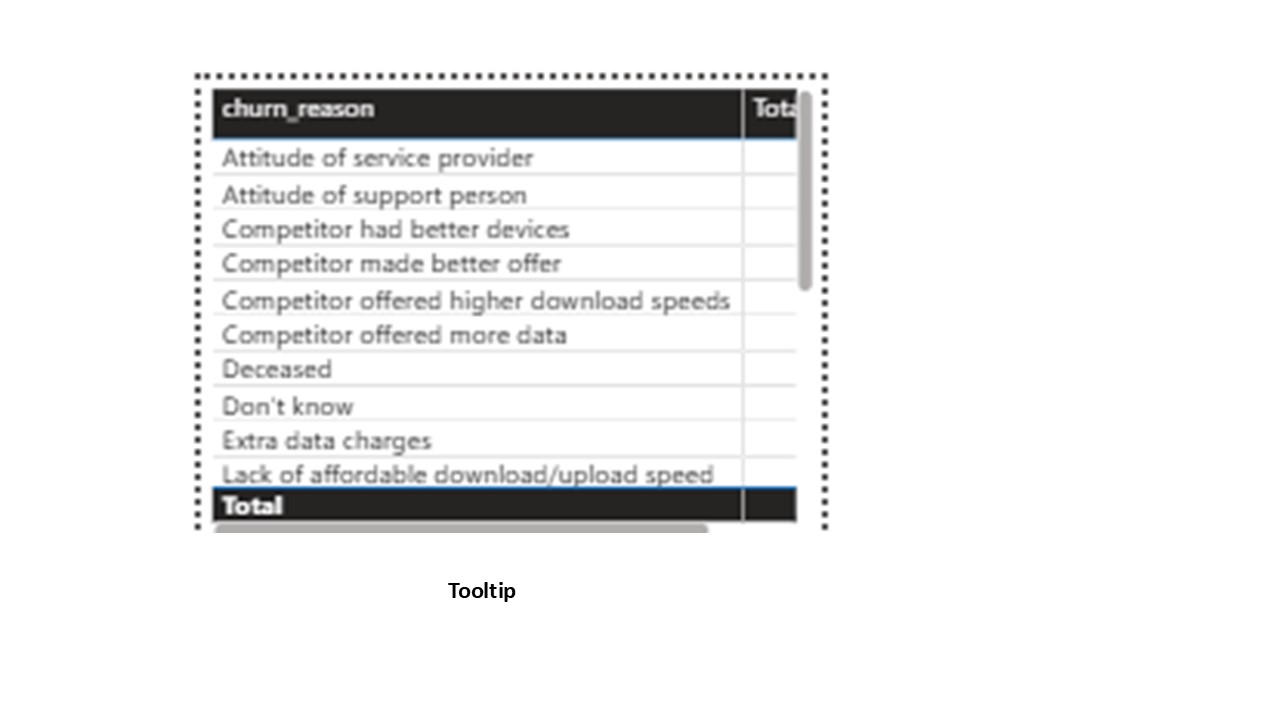 churn_reason Tota
Attitude of service provider
Attitude of support person
Competitor had better devices
Competitor made better offer
Competitor offered higher download speeds
Competitor offered more data
Deceased
Don't know
Extra data charges
Lack of affordable download/upload speed
Total
Tooltip